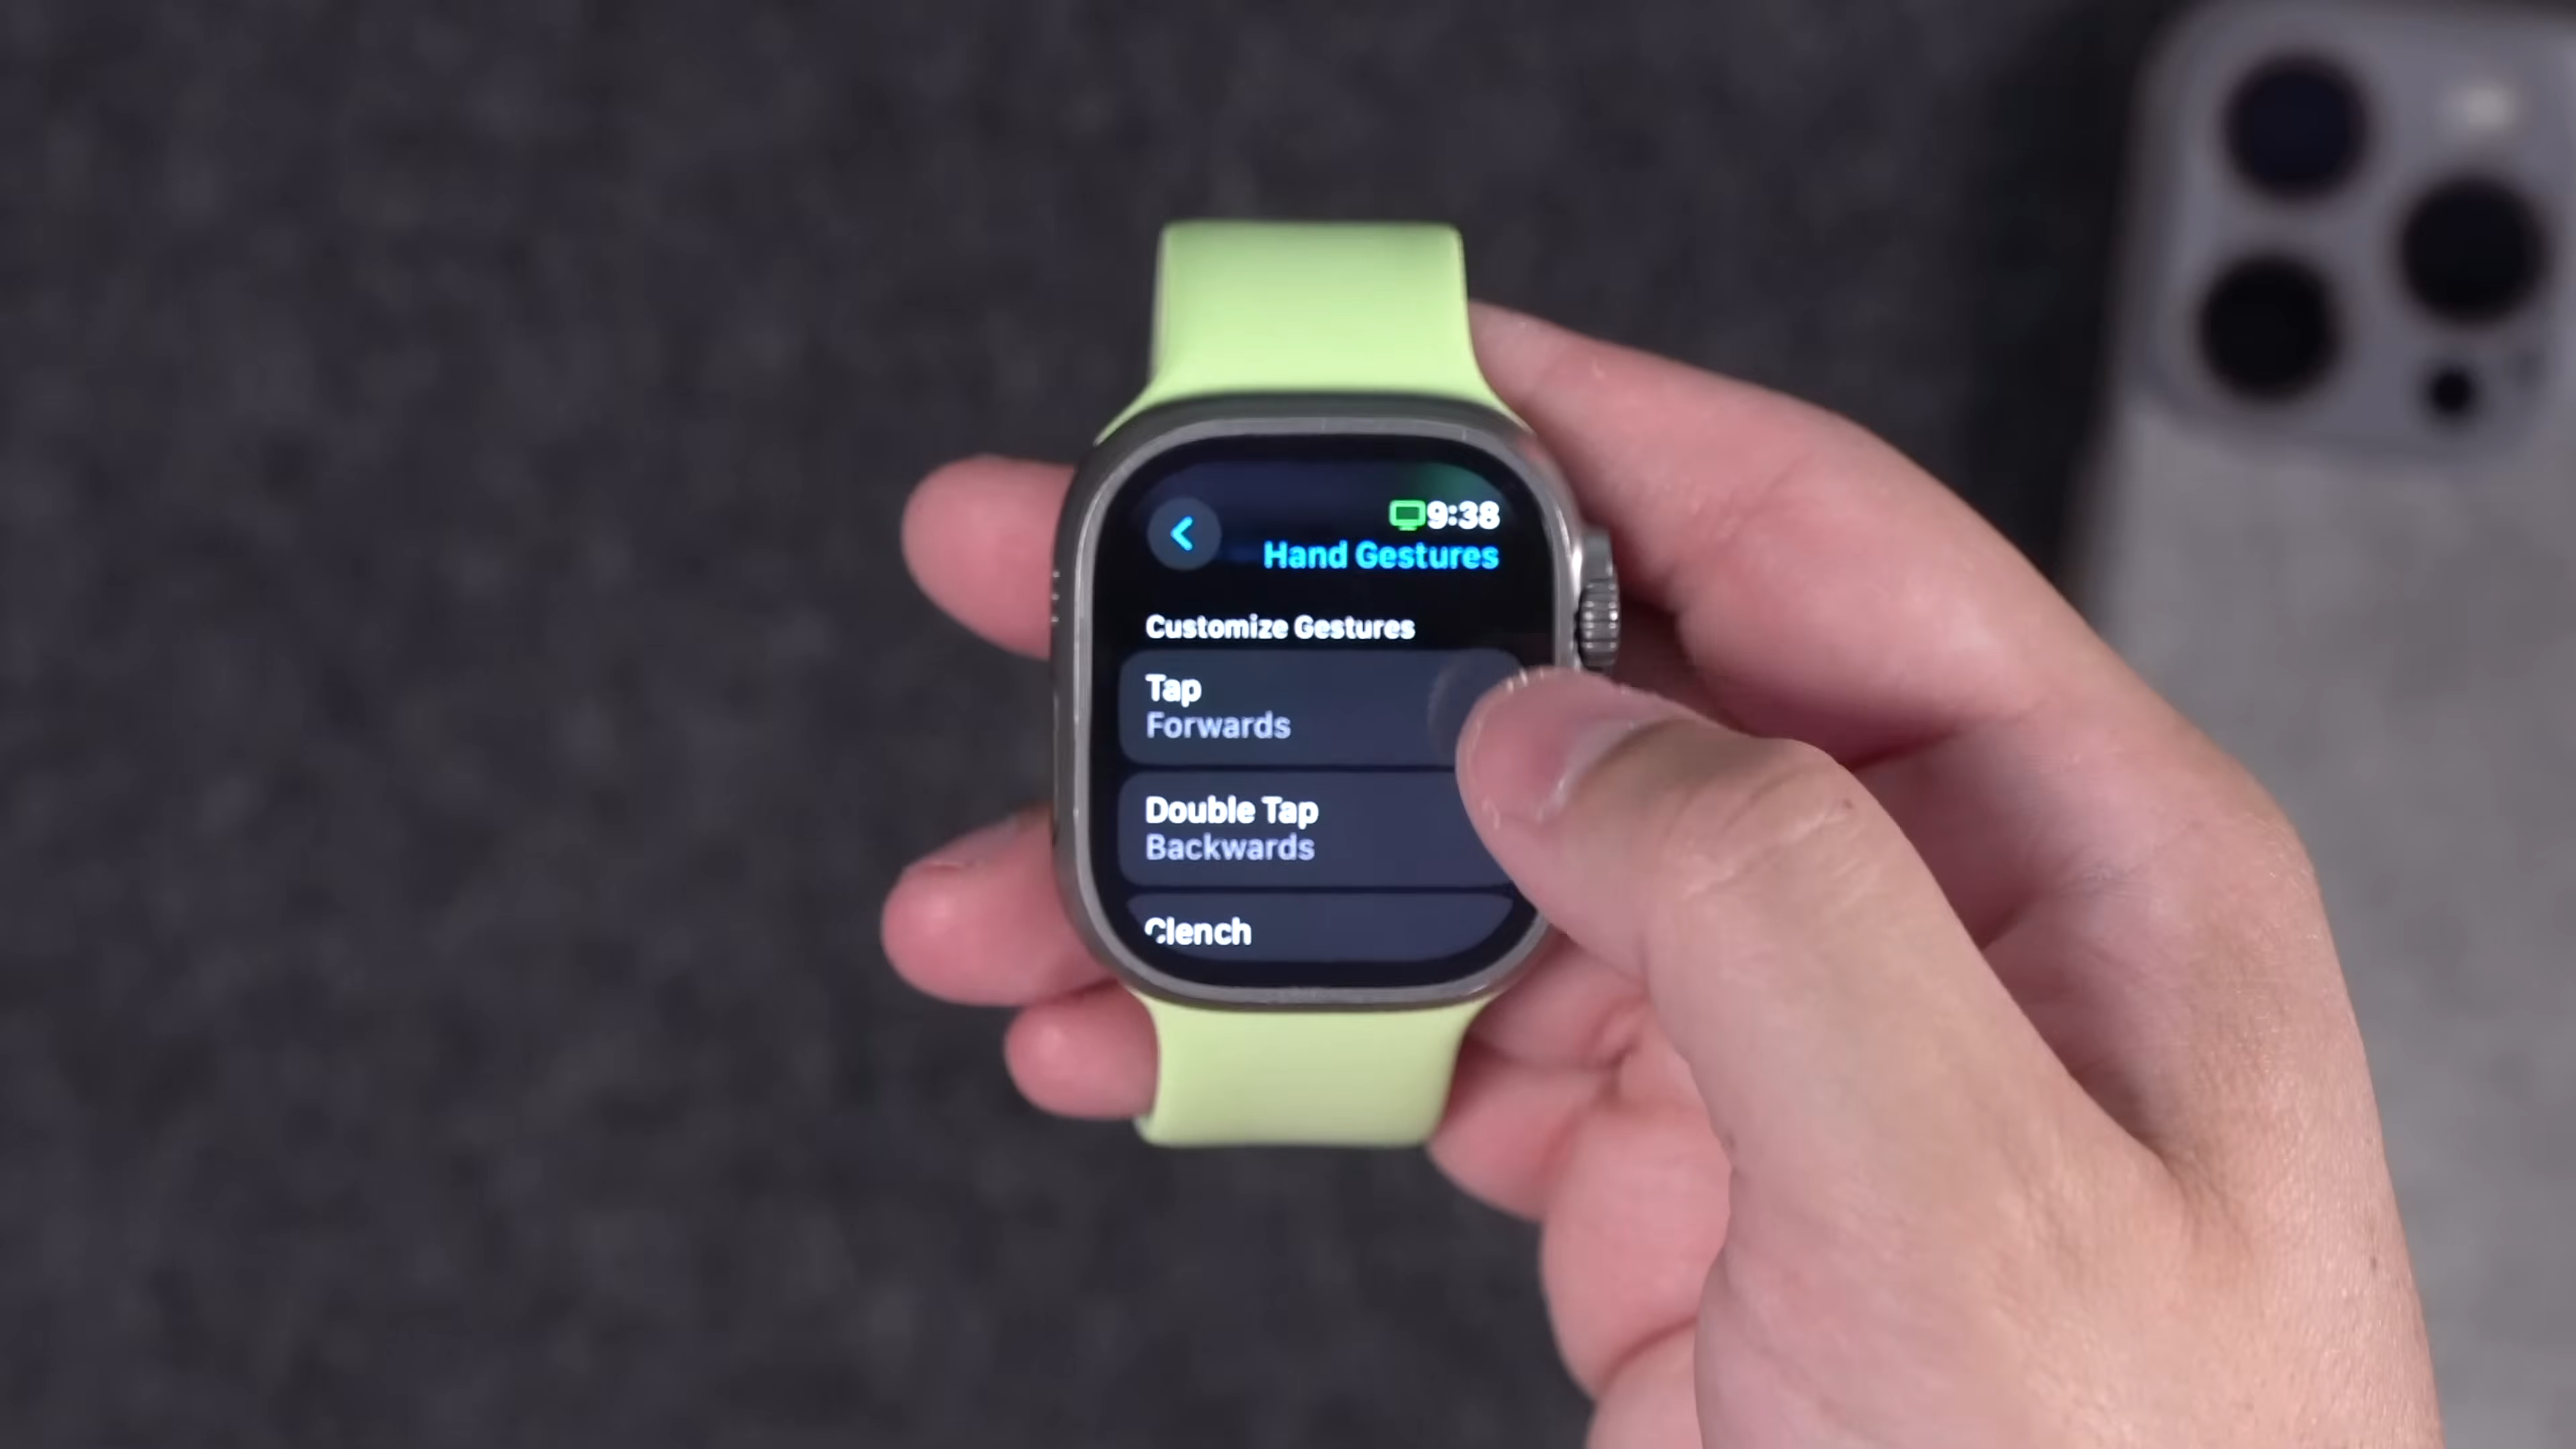 9:38
Hand Gestures
Customize Gestures
Tap
Forwards
Double Tap
Backwards
Clench